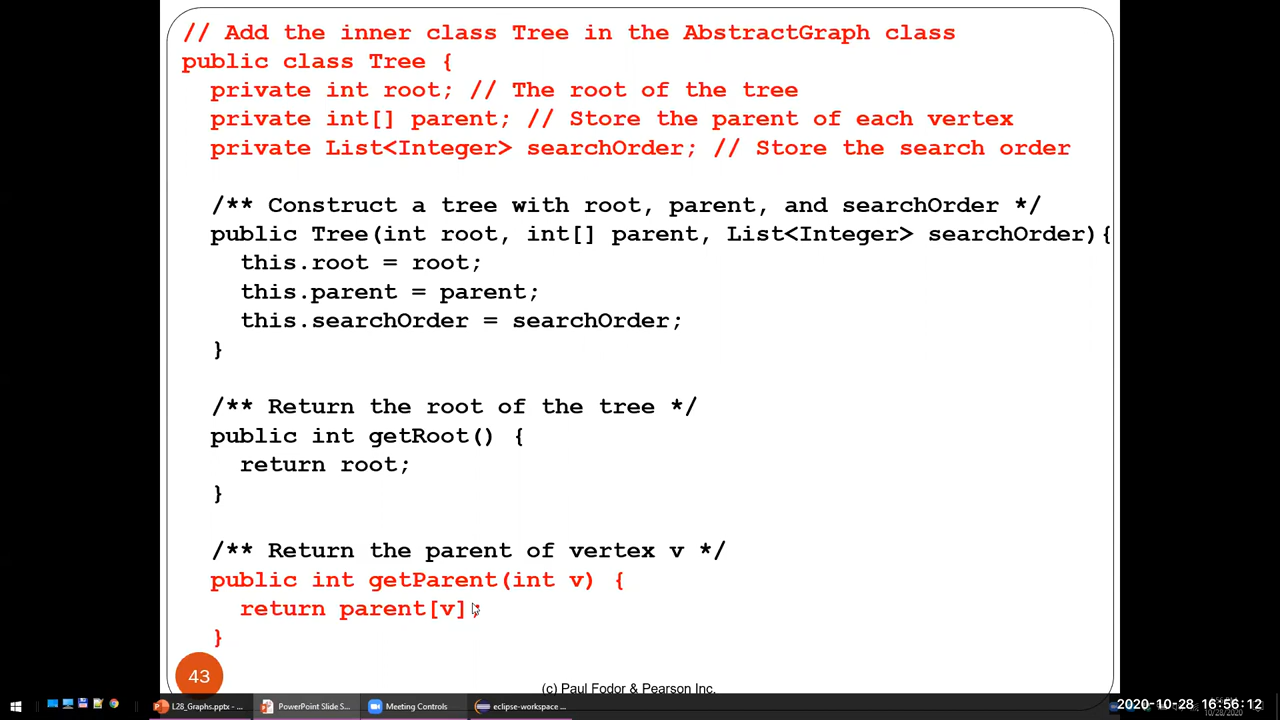 // Add the inner class Tree in the AbstractGraph class
public class Tree {
private int root; // The root of the tree
private int[] parent; // Store the parent of each vertex
private List<Integer> searchOrder; // Store the search order
/** Construct a tree with root, parent, and searchOrder */
public Tree(int root, int[] parent, List<Integer> searchOrder){
this.root = root;
this.parent = parent;
this.searchOrder = searchOrder;
}
/** Return the root of the tree */
public int getRoot() {
return root;
}
/** Return the parent of vertex v */
public int getParent(int v) {
return parent[v];
}
43
(c) Paul Fodor & Pearson Inc.
L28_Graphs.pptx - ...
PowerPoint Slide S...
Meeting Controls
eclipse-workspace ...
2020-10-28 16:56:12